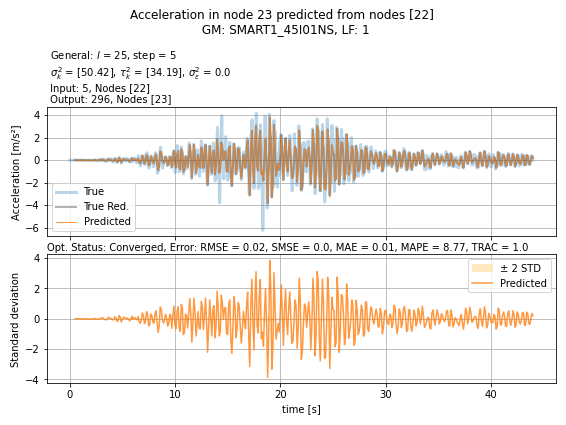 Acceleration in node 23 predicted from nodes [22]
GM: SMART1_45I01NS, LF: 1
General: l = 25, step = 5
σ²_k = [50.42], τ²_k = [34.19], σ²_ε = 0.0
Input: 5, Nodes [22]
Output: 296, Nodes [23]
4
2
0
−2
−4
−6
Acceleration [m/s²]
True
True Red.
Predicted
Opt. Status: Converged, Error: RMSE = 0.02, SMSE = 0.0, MAE = 0.01, MAPE = 8.77, TRAC = 1.0
4
2
0
−2
−4
Standard deviation
± 2 STD
Predicted
0 10 20 30 40
time [s]